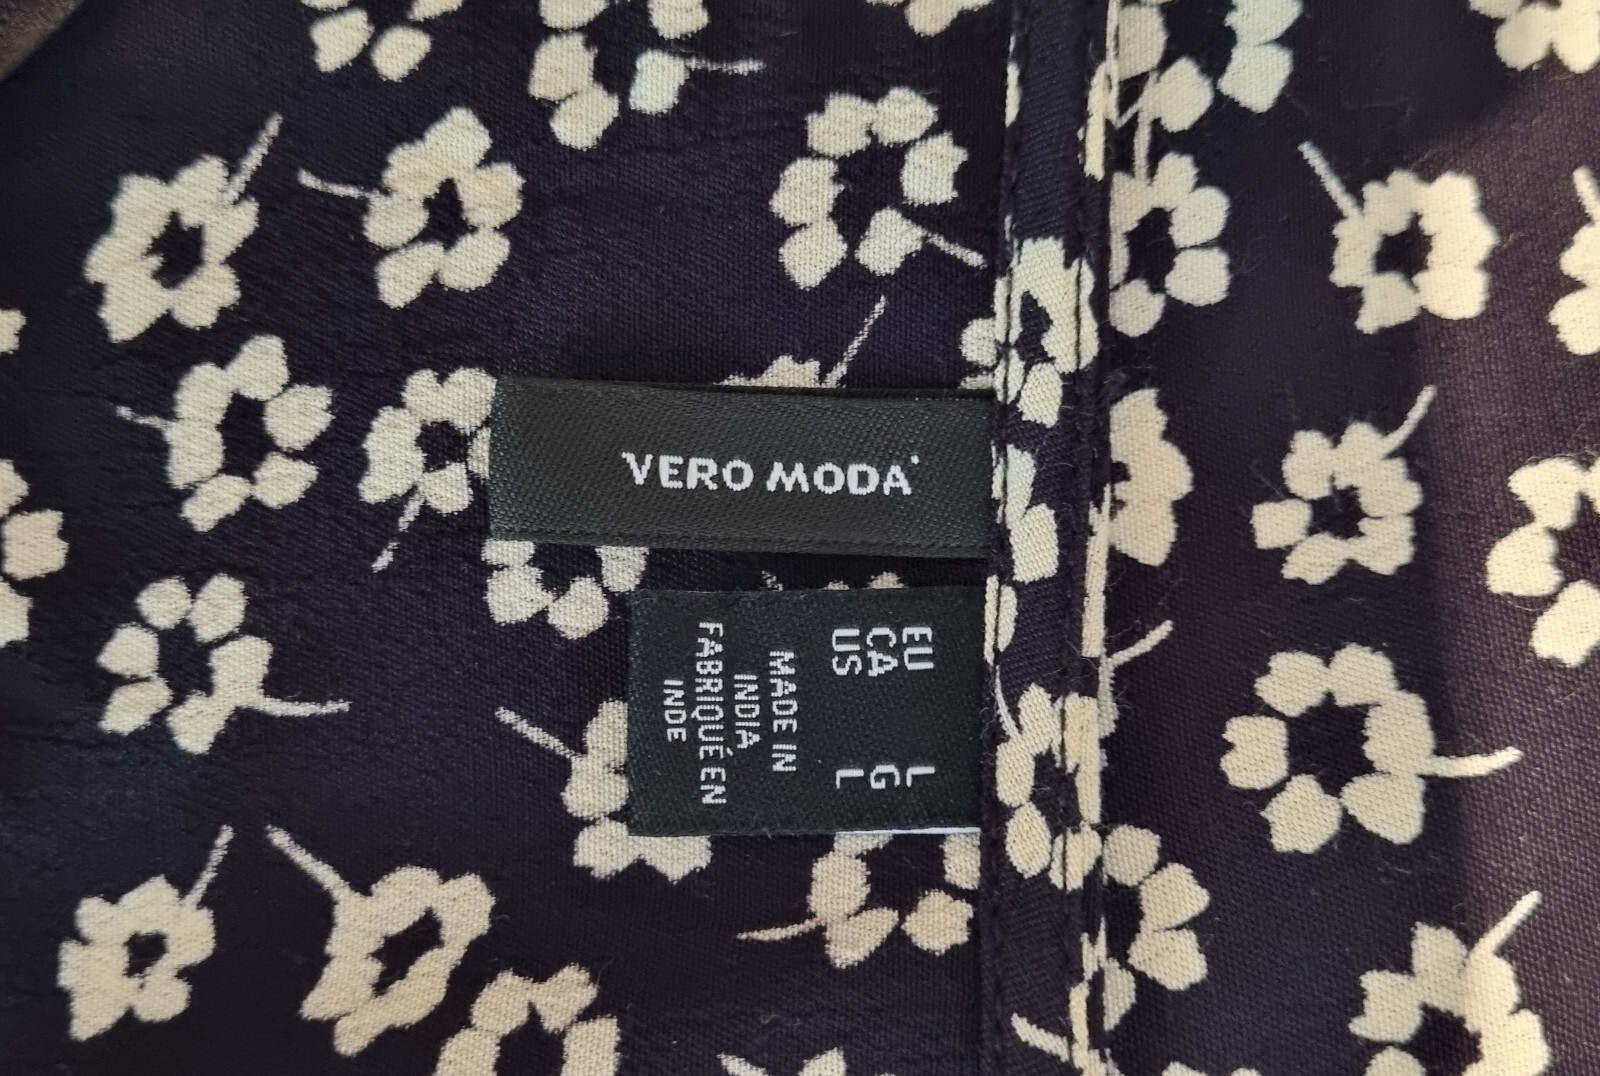 VERO MODA
EU L
CA G
US L
MADE IN
INDIA
FABRIQUÉ EN
INDE